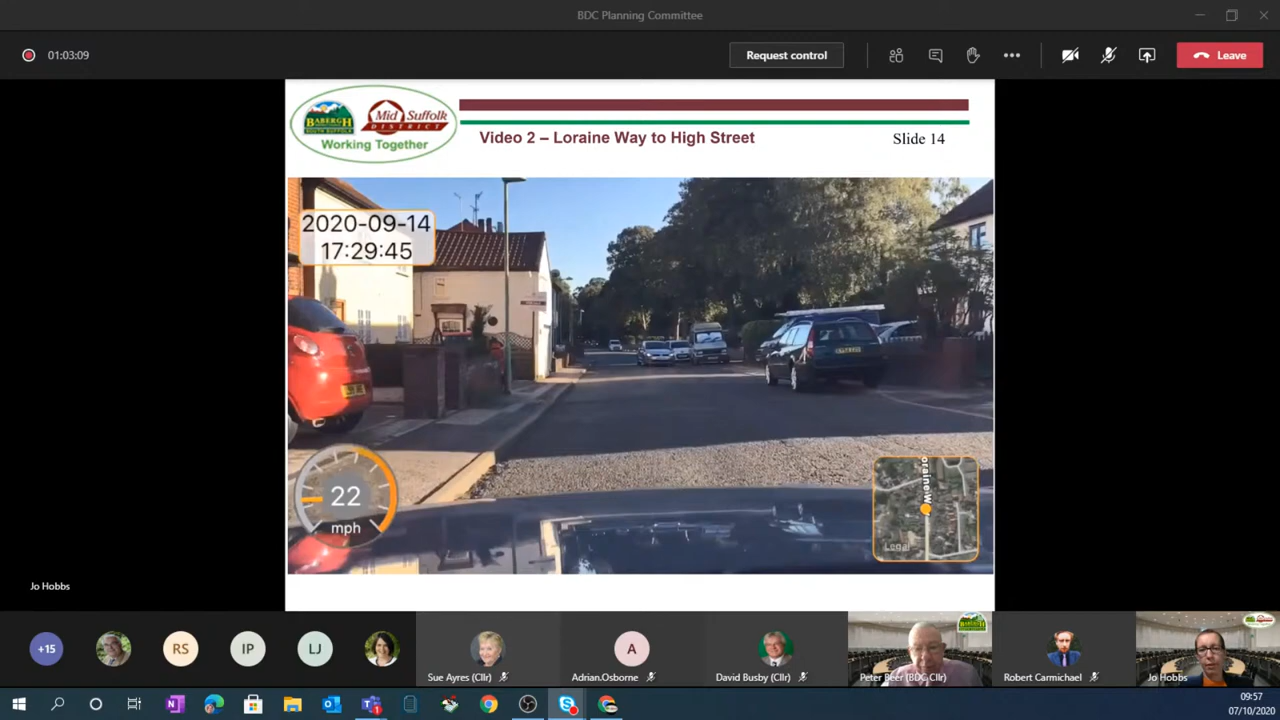 BDC Planning Committee
01:03:09
Request control
Leave
BABERGH
SOUTH SUFFOLK
Mid Suffolk
DISTRICT
Working Together
Video 2 – Loraine Way to High Street
Slide 14
2020-09-14
17:29:45
22
mph
oraine W
Legal
Jo Hobbs
+15
RS
IP
LJ
Sue Ayres (Cllr)
A
Adrian.Osborne
David Busby (Cllr)
Peter Beer (BDC Cllr)
Robert Carmichael
Jo Hobbs
09:57
07/10/2020